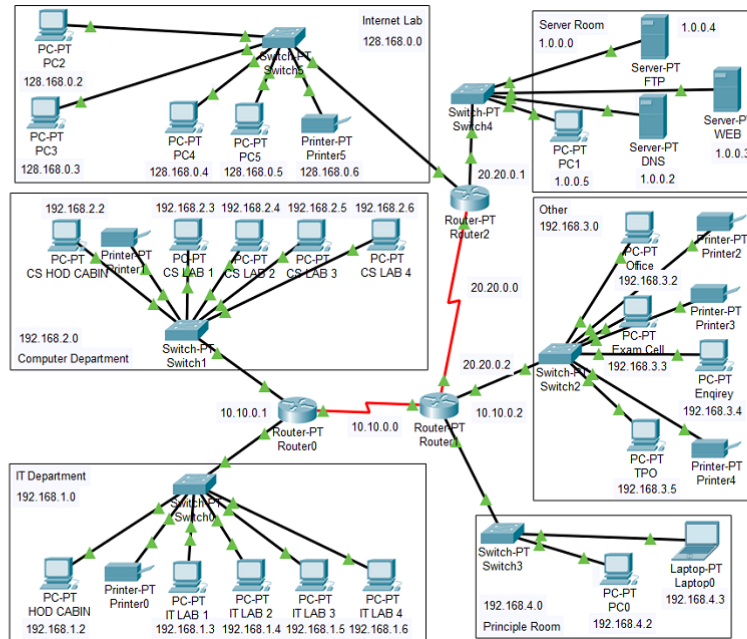 Internet Lab
128.168.0.0
PC-PT
PC2
128.168.0.2
Switch-PT
Switch5
PC-PT
PC3
128.168.0.3
PC-PT
PC4
128.168.0.4
PC-PT
PC5
128.168.0.5
Printer-PT
Printer5
128.168.0.6
Server Room
1.0.0.0
1.0.0.4
Server-PT
FTP
Switch-PT
Switch4
PC-PT
PC1
1.0.0.5
Server-PT
DNS
1.0.0.2
Server-PT
WEB
1.0.0.3
20.20.0.1
Router-PT
Router2
20.20.0.0
20.20.0.2
192.168.2.2
192.168.2.3
192.168.2.4
192.168.2.5
192.168.2.6
PC-PT
CS HOD CABIN
Printer-PT
Printer1
PC-PT
CS LAB 1
PC-PT
CS LAB 2
PC-PT
CS LAB 3
PC-PT
CS LAB 4
192.168.2.0
Computer Department
Switch-PT
Switch1
Other
192.168.3.0
PC-PT
Office
192.168.3.2
Printer-PT
Printer2
PC-PT
Exam Cell
192.168.3.3
Printer-PT
Printer3
Switch-PT
Switch2
PC-PT
Enqirey
192.168.3.4
PC-PT
TPO
192.168.3.5
Printer-PT
Printer4
10.10.0.1
Router-PT
Router0
10.10.0.0
Router-PT
10.10.0.2
IT Department
192.168.1.0
Switch-PT
Switch0
PC-PT
HOD CABIN
192.168.1.2
Printer-PT
Printer0
PC-PT
IT LAB 1
192.168.1.3
PC-PT
IT LAB 2
192.168.1.4
PC-PT
IT LAB 3
192.168.1.5
PC-PT
IT LAB 4
192.168.1.6
Switch-PT
Switch3
192.168.4.0
Principle Room
PC-PT
PC0
192.168.4.2
Laptop-PT
Laptop0
192.168.4.3